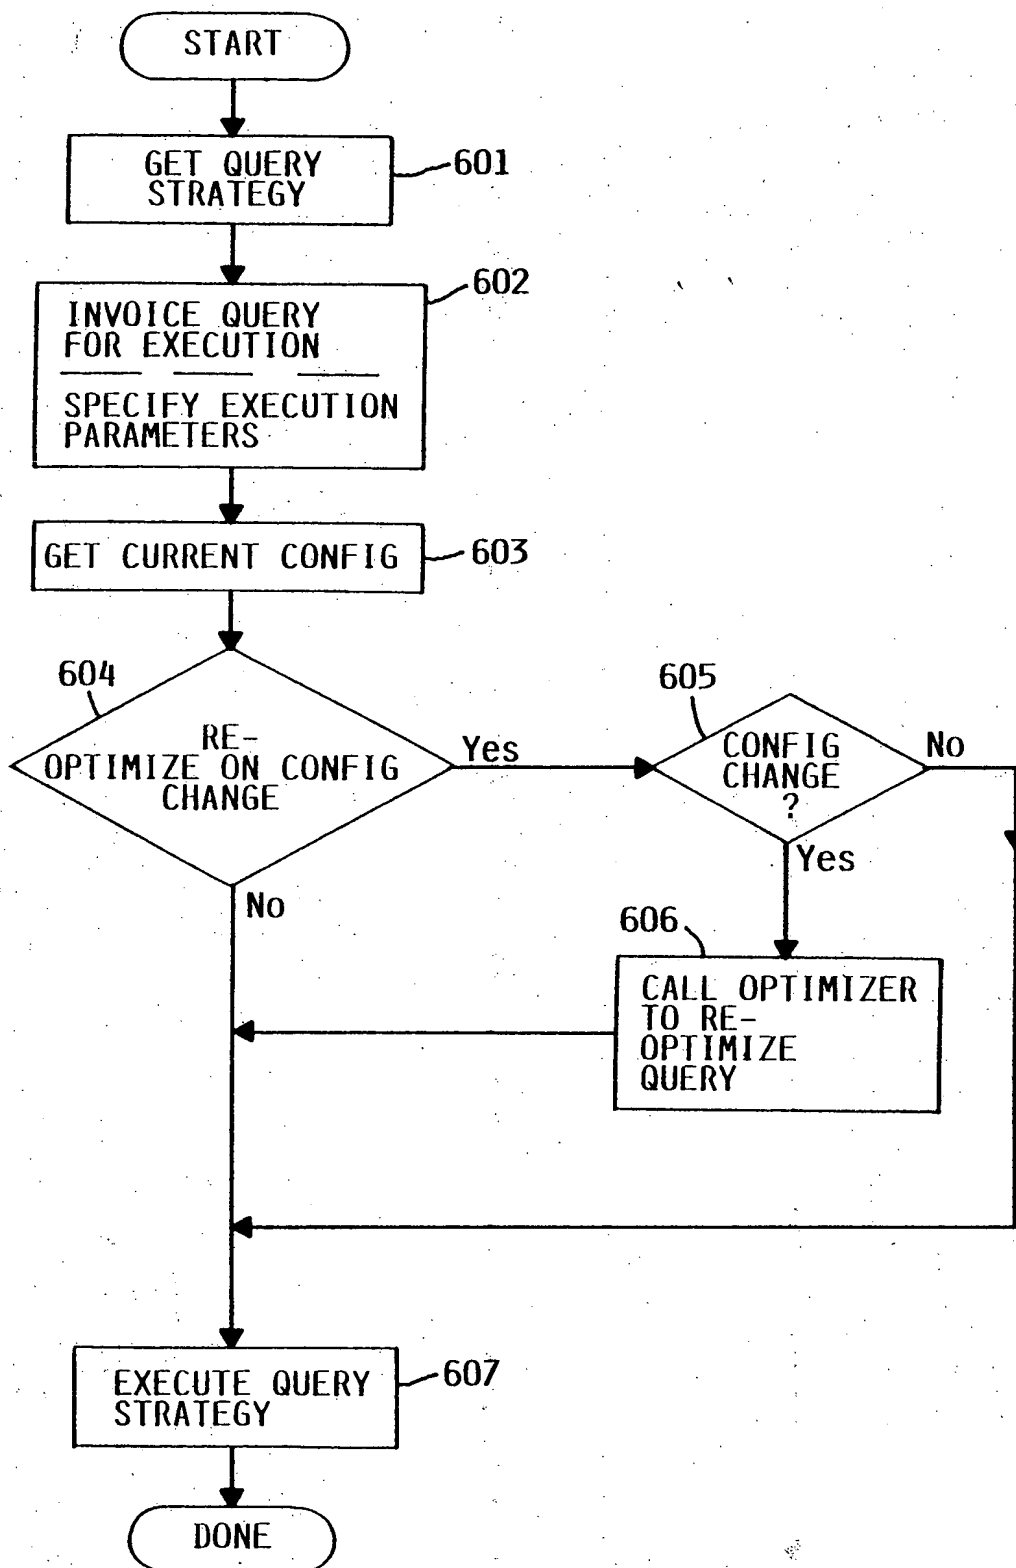 START
GET QUERY
STRATEGY
601
INVOICE QUERY
FOR EXECUTION
SPECIFY EXECUTION
PARAMETERS
602
GET CURRENT CONFIG
603
604
RE-
OPTIMIZE ON CONFIG
CHANGE
Yes
No
605
CONFIG
CHANGE
?
No
Yes
606
CALL OPTIMIZER
TO RE-
OPTIMIZE
QUERY
EXECUTE QUERY
STRATEGY
607
DONE